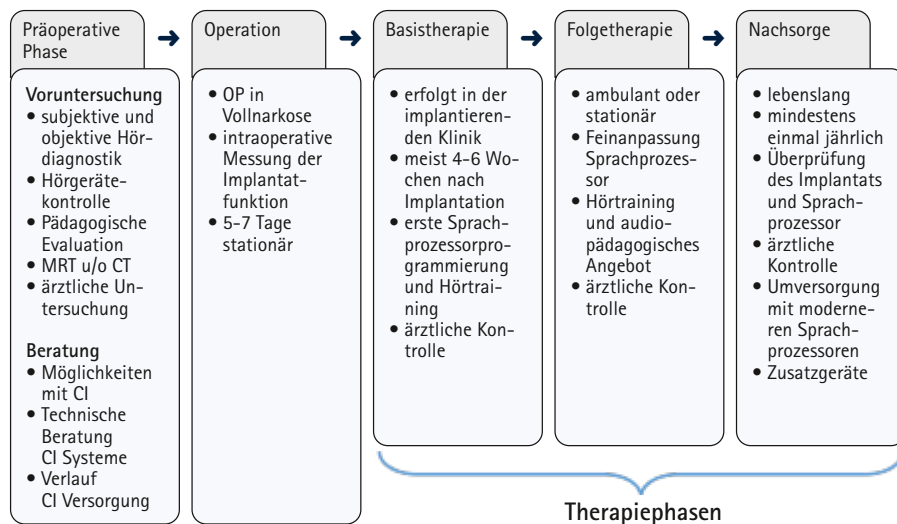 Präoperative
Phase
Voruntersuchung
• subjektive und
objektive Hör-
diagnostik
• Hörgeräte-
kontrolle
• Pädagogische
Evaluation
• MRT u/o CT
• ärztliche Un-
tersuchung
Beratung
• Möglichkeiten
mit CI
• Technische
Beratung
CI Systeme
• Verlauf
CI Versorgung
Operation
• OP in
Vollnarkose
• intraoperative
Messung der
Implantat-
funktion
• 5-7 Tage
stationär
Basistherapie
• erfolgt in der
implantieren-
den Klinik
• meist 4-6 Wo-
chen nach
Implantation
• erste Sprach-
prozessorpro-
grammierung
und Hörtrai-
ning
• ärztliche Kon-
trolle
Folgetherapie
• ambulant oder
stationär
• Feinanpassung
Sprachprozes-
sor
• Hörtraining
und audio-
pädagogisches
Angebot
• ärztliche Kon-
trolle
Nachsorge
• lebenslang
• mindestens
einmal jährlich
• Überprüfung
des Implantats
und Sprach-
prozessor
• ärztliche
Kontrolle
• Umversorgung
mit moderne-
ren Sprach-
prozessoren
• Zusatzgeräte
Therapiephasen